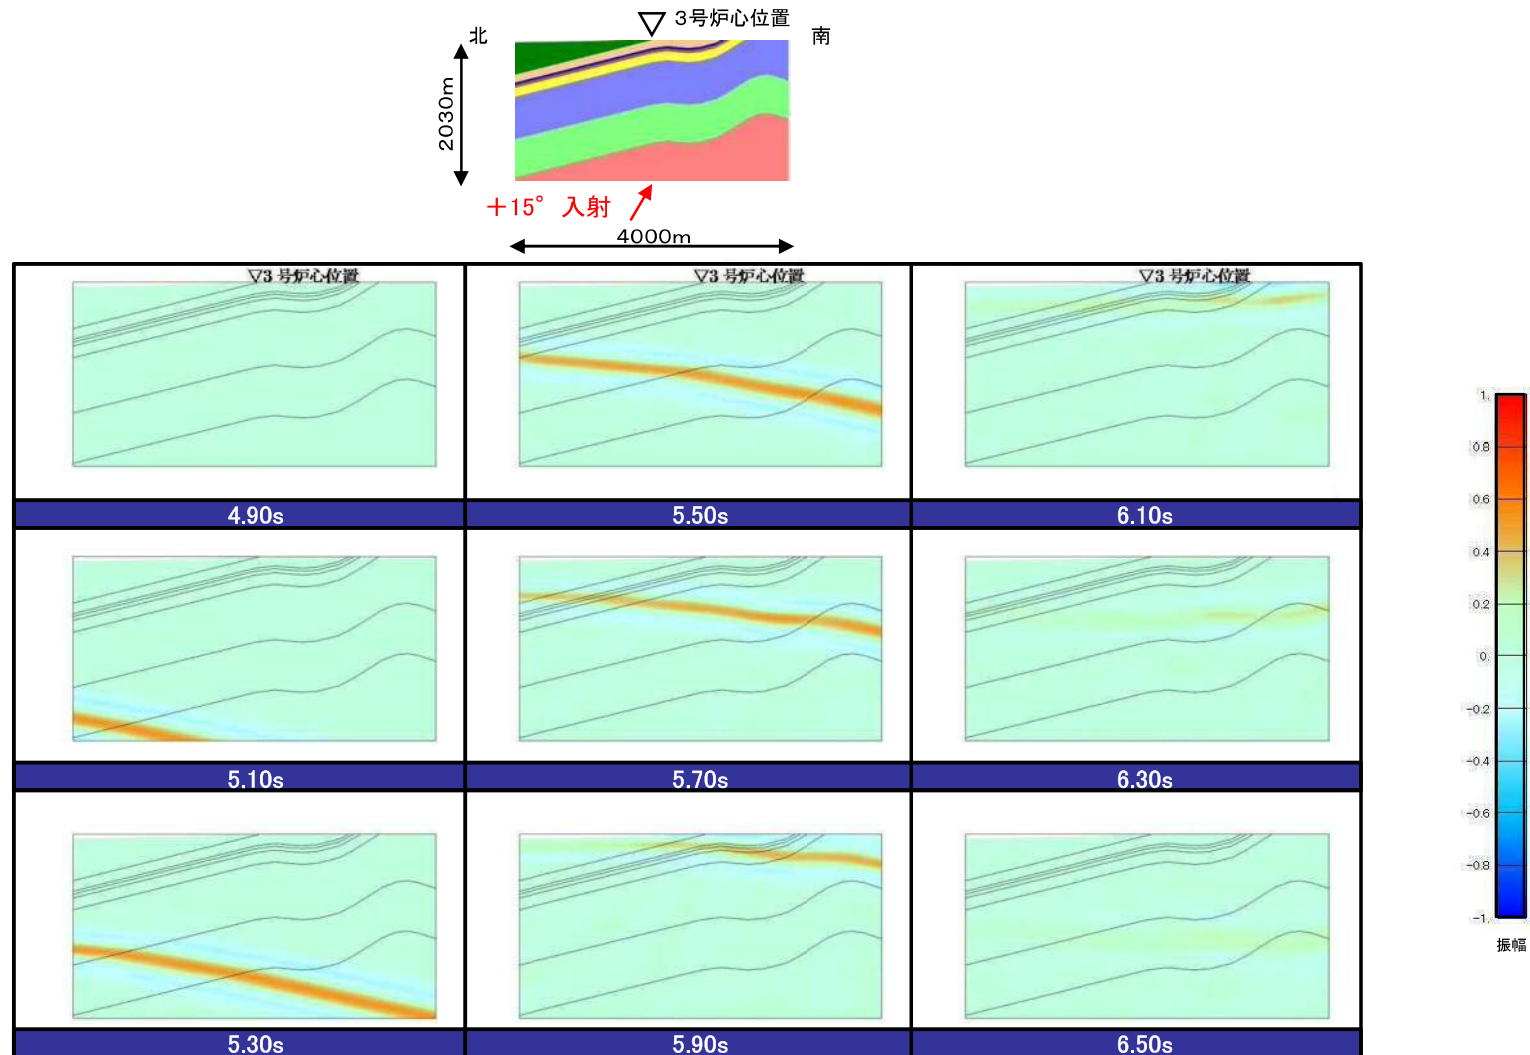 3号炉心位置
北
南
2030m
+15° 入射
4000m
▽3 号炉心位置
▽3 号炉心位置
▽3 号炉心位置
4.90s
5.50s
6.10s
5.10s
5.70s
6.30s
5.30s
5.90s
6.50s
1.
0.8
0.6
0.4
0.2
0.
-0.2
-0.4
-0.6
-0.8
-1.
振幅